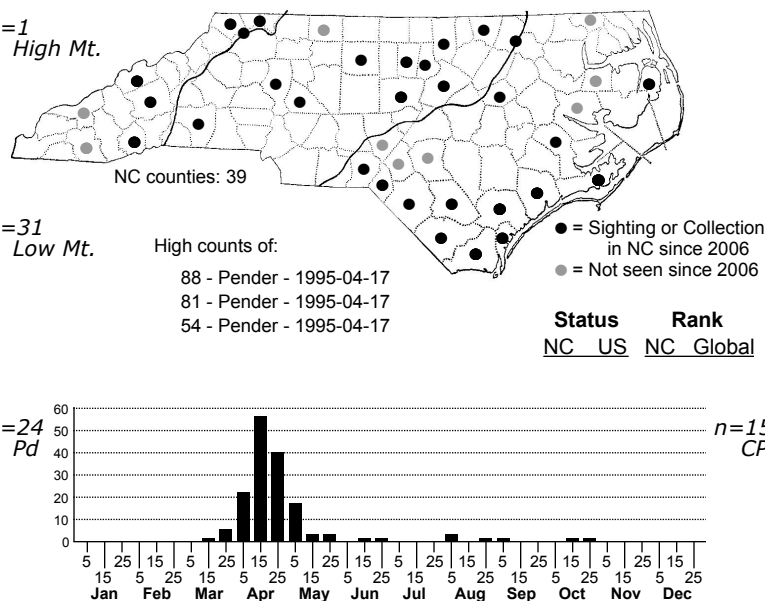 =1
High Mt.
NC counties: 39
=31
Low Mt.
High counts of:
88 - Pender - 1995-04-17
81 - Pender - 1995-04-17
54 - Pender - 1995-04-17
= Sighting or Collection
in NC since 2006
= Not seen since 2006
Status Rank
NC US NC Global
=24
Pd
n=15
CP
60
50
40
30
20
10
0
5 25 15 5 25 15 5 25 15 5 25 15 5 25 15 5 25 15
15 5 25 15 5 25 15 5 25 15 5 25 15 5 25 15 5 25
Jan Feb Mar Apr May Jun Jul Aug Sep Oct Nov Dec